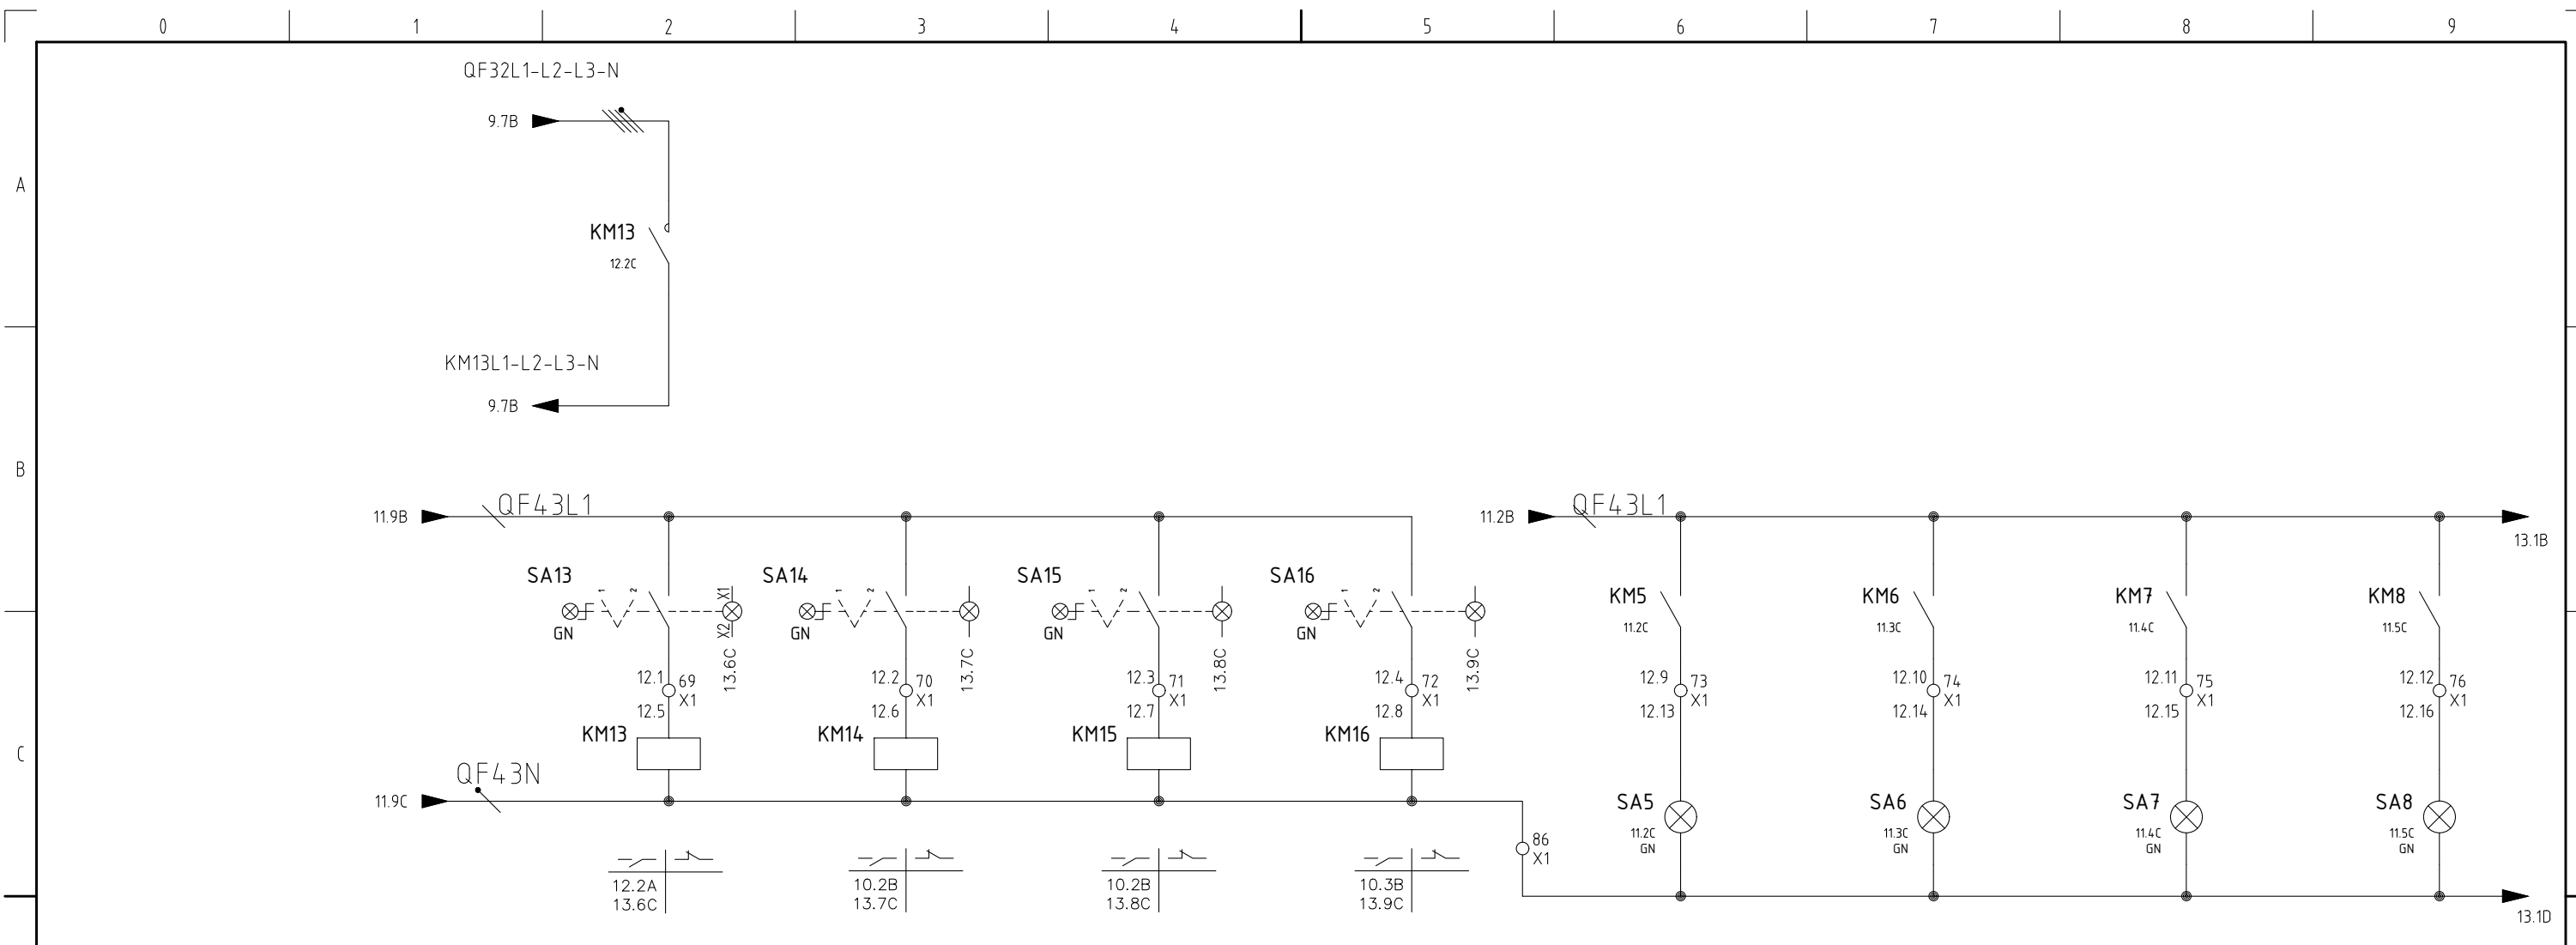 0 1 2 3 4 5 6 7 8 9
QF32L1-L2-L3-N
9.7B
A
KM13
12.2C
KM13L1-L2-L3-N
9.7B
B
11.9B QF43L1
11.2B QF43L1
13.1B
SA13 SA14 SA15 SA16
1 2 X1 1 2 1 2 1 2
KM5 KM6 KM7 KM8
11.2C 11.3C 11.4C 11.5C
GN X2 GN GN GN
13.6C 13.7C 13.8C 13.9C
12.1 69 12.2 70 12.3 71 12.4 72 12.9 73 12.10 74 12.11 75 12.12 76
X1 X1 X1 X1 X1 X1 X1 X1
12.5 12.6 12.7 12.8 12.13 12.14 12.15 12.16
KM13 KM14 KM15 KM16
C
QF43N
11.9C
SA5 SA6 SA7 SA8
11.2C 11.3C 11.4C 11.5C
GN GN GN GN
86
X1
12.2A 10.2B 10.2B 10.3B
13.6C 13.7C 13.8C 13.9C
13.1D